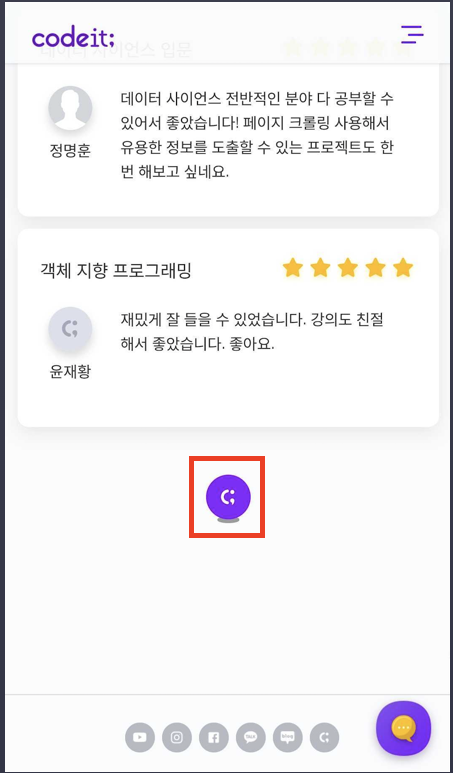 codeit;
데이터 사이언스 입문
데이터 사이언스 전반적인 분야 다 공부할 수
있어서 좋았습니다! 페이지 크롤링 사용해서
유용한 정보를 도출할 수 있는 프로젝트도 한
번 해보고 싶네요.
정명훈
객체 지향 프로그래밍
재밌게 잘 들을 수 있었습니다. 강의도 친절
해서 좋았습니다. 좋아요.
윤재황